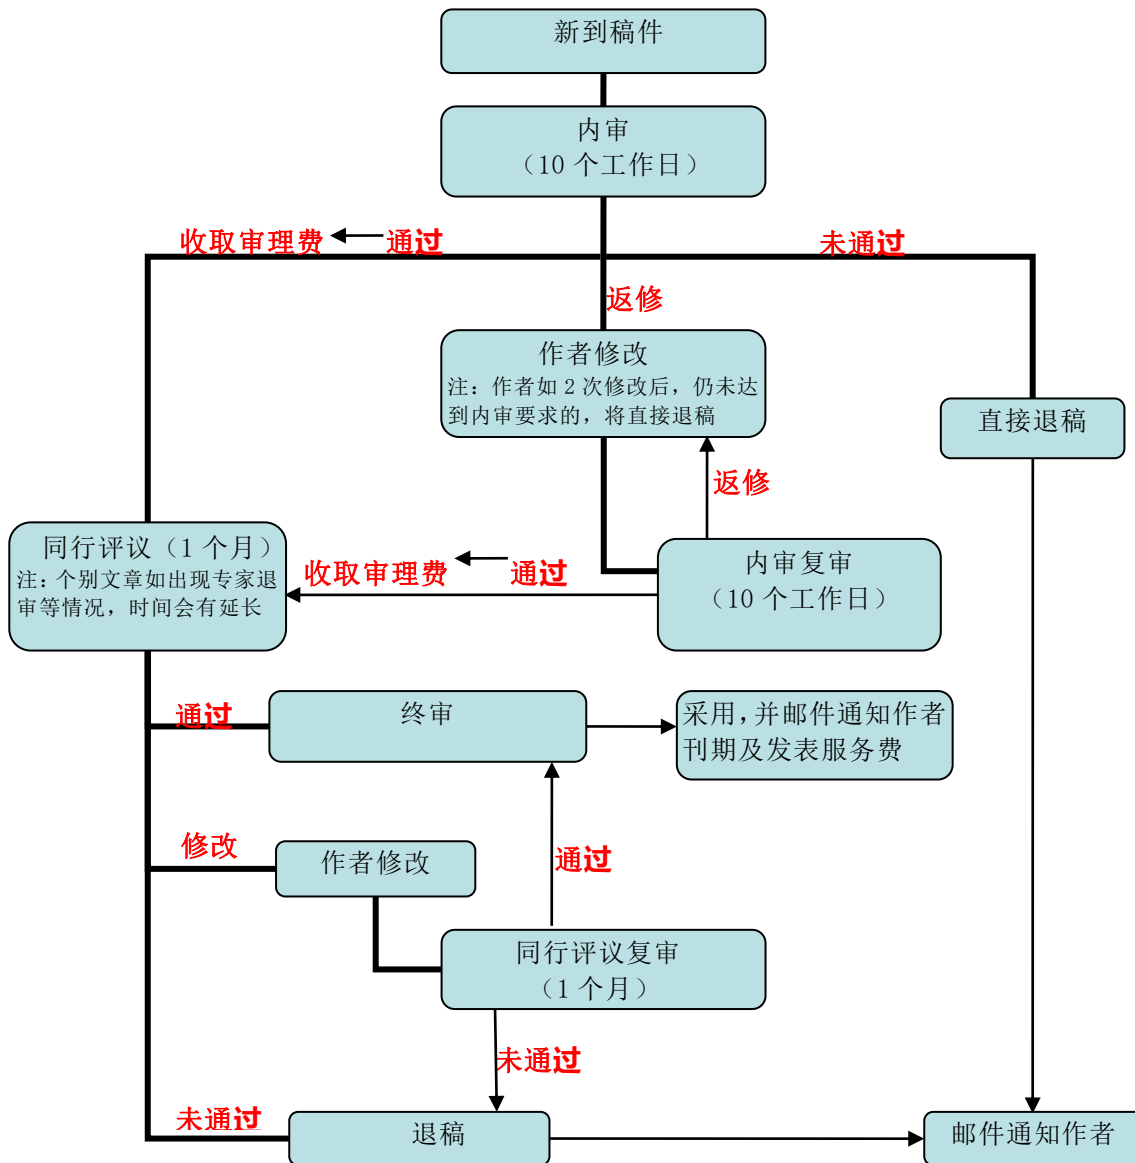 新到稿件
内审
（10 个工作日）
收取审理费
通过
未通过
返修
作者修改
注：作者如 2 次修改后，仍未达
到内审要求的，将直接退稿
直接退稿
返修
同行评议（1 个月）
注：个别文章如出现专家退
审等情况，时间会有延长
收取审理费
通过
内审复审
（10 个工作日）
通过
终审
采用，并邮件通知作者
刊期及发表服务费
修改
作者修改
通过
同行评议复审
（1 个月）
未通过
未通过
退稿
邮件通知作者